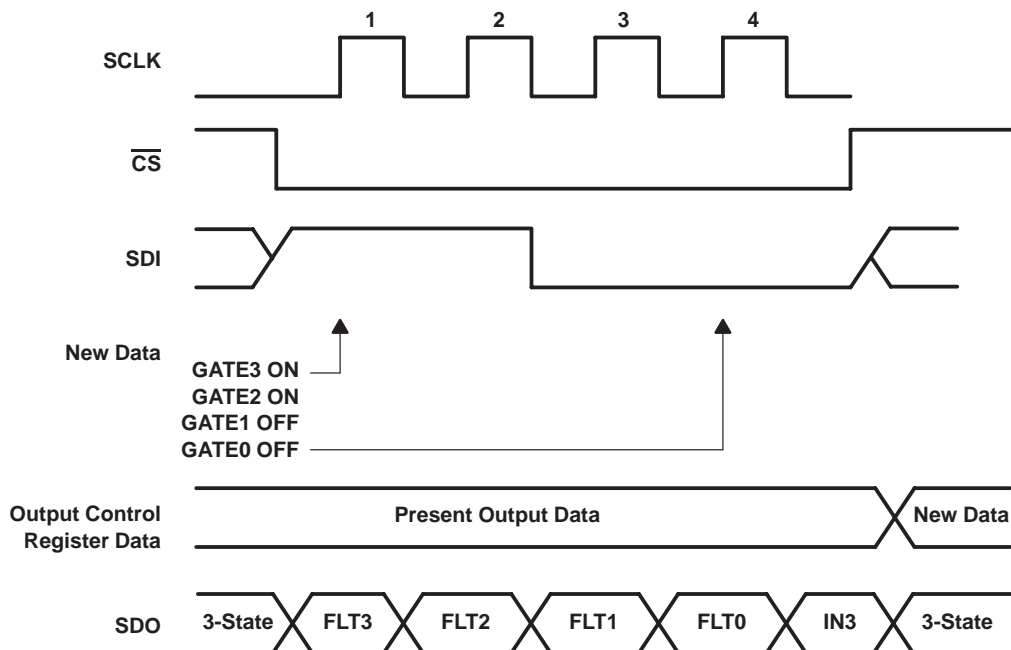 1 2 3 4
SCLK
CS
SDI
New Data
GATE3 ON
GATE2 ON
GATE1 OFF
GATE0 OFF
Output Control
Register Data
Present Output Data
New Data
SDO
3-State
FLT3
FLT2
FLT1
FLT0
IN3
3-State